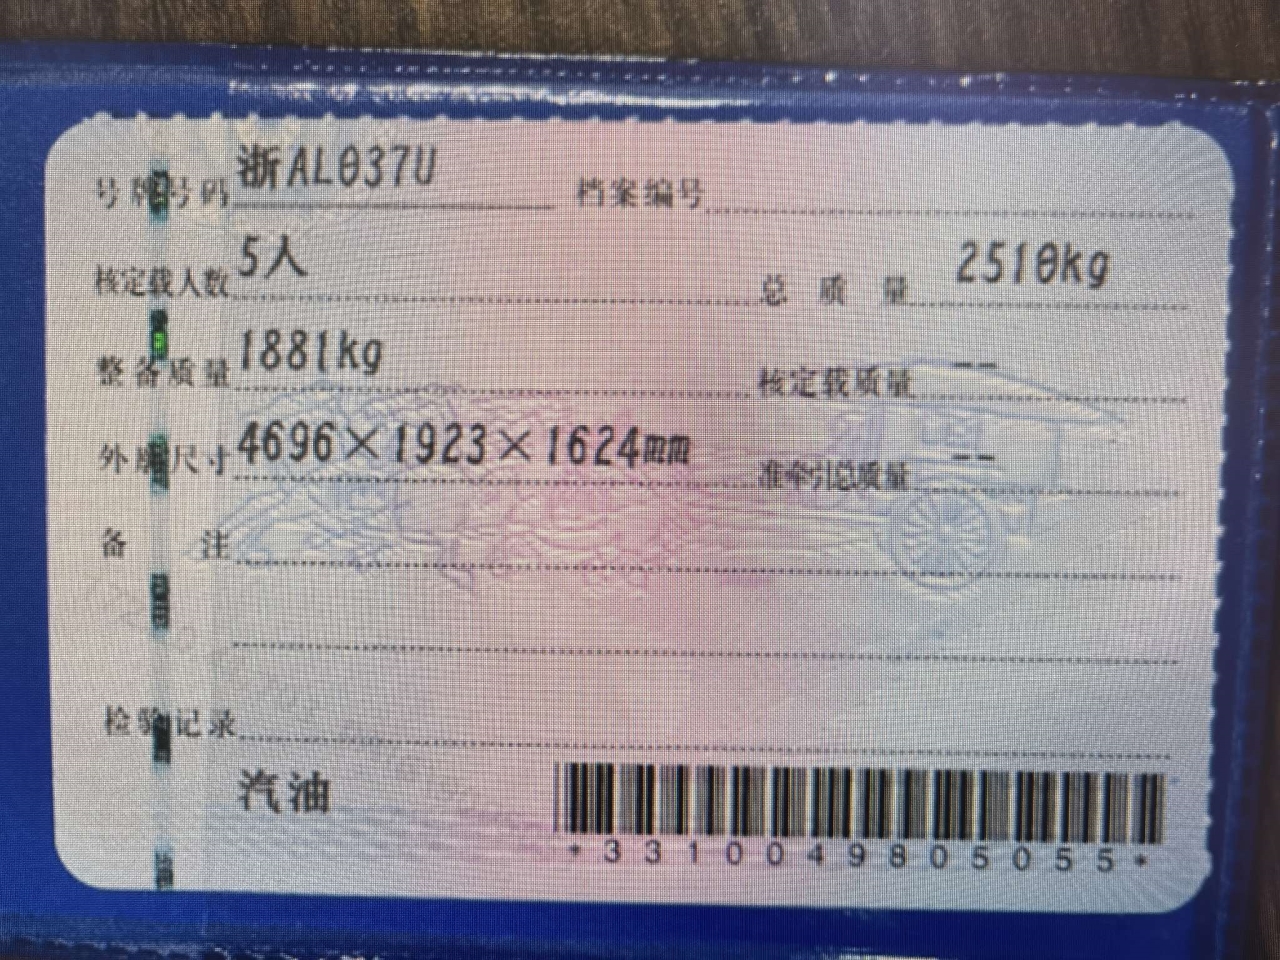 号牌号码 浙AL037U 档案编号
核定载人数 5人 总质量 2510kg
整备质量 1881kg 核定载质量 --
外廓尺寸 4696×1923×1624mm 准牵引总质量 --
备注
检验记录
汽油
*3310049805055*